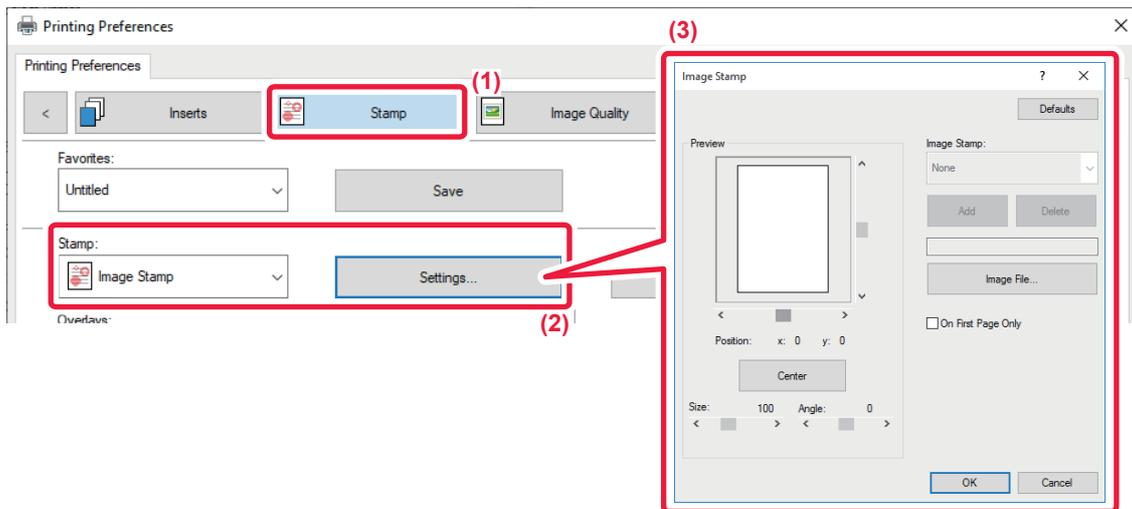 Printing Preferences
(3)
Printing Preferences
(1)
< Inserts Stamp Image Quality
Favorites:
Untitled Save
Stamp:
Image Stamp Settings...
Overlays:
(2)
Image Stamp ? ×
Defaults
Preview
Image Stamp:
None
Add Delete
Image File...
On First Page Only
Position: x: 0 y: 0
Center
Size: 100 Angle: 0
OK Cancel